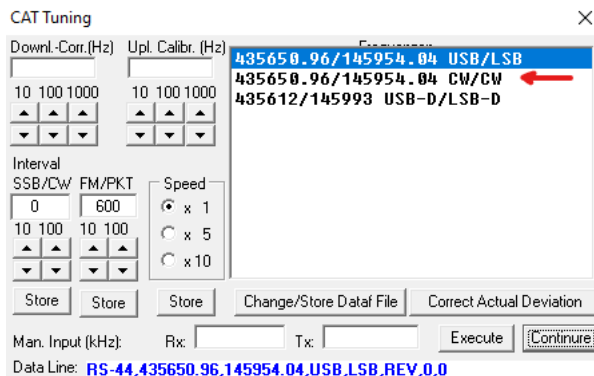 CAT Tuning
Downl.-Corr.(Hz) Upl. Calibr. (Hz)
435650.96/145954.04 USB/LSB
435650.96/145954.04 CW/CW
435612/145993 USB-D/LSB-D
10 100 1000 10 100 1000
Interval
SSB/CW FM/PKT Speed
0 600 x 1
10 100 10 100 x 5
x 10
Store Store Store Change/Store Dataf File Correct Actual Deviation
Man. Input (kHz): Rx: Tx: Execute Continure
Data Line: RS-44,435650.96,145954.04,USB,LSB,REV,0,0